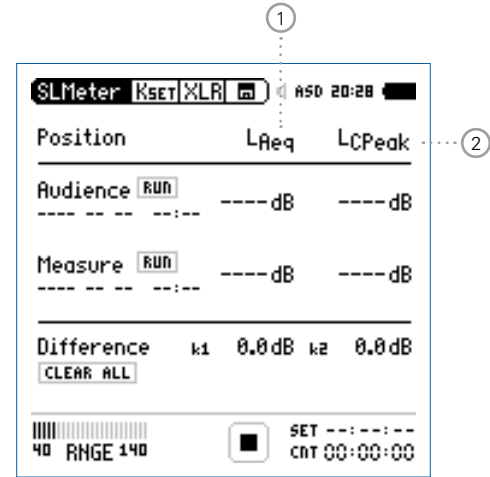 1
SLMeter KSET XLR ASD 20:28
Position LAeq LCPeak 2
Audience RUN ----dB ----dB
---- -- -- --:--
Measure RUN ----dB ----dB
---- -- -- --:--
Difference k1 0.0dB k2 0.0dB
CLEAR ALL
SET --:--:--
40 RNGE 140 CNT 00:00:00